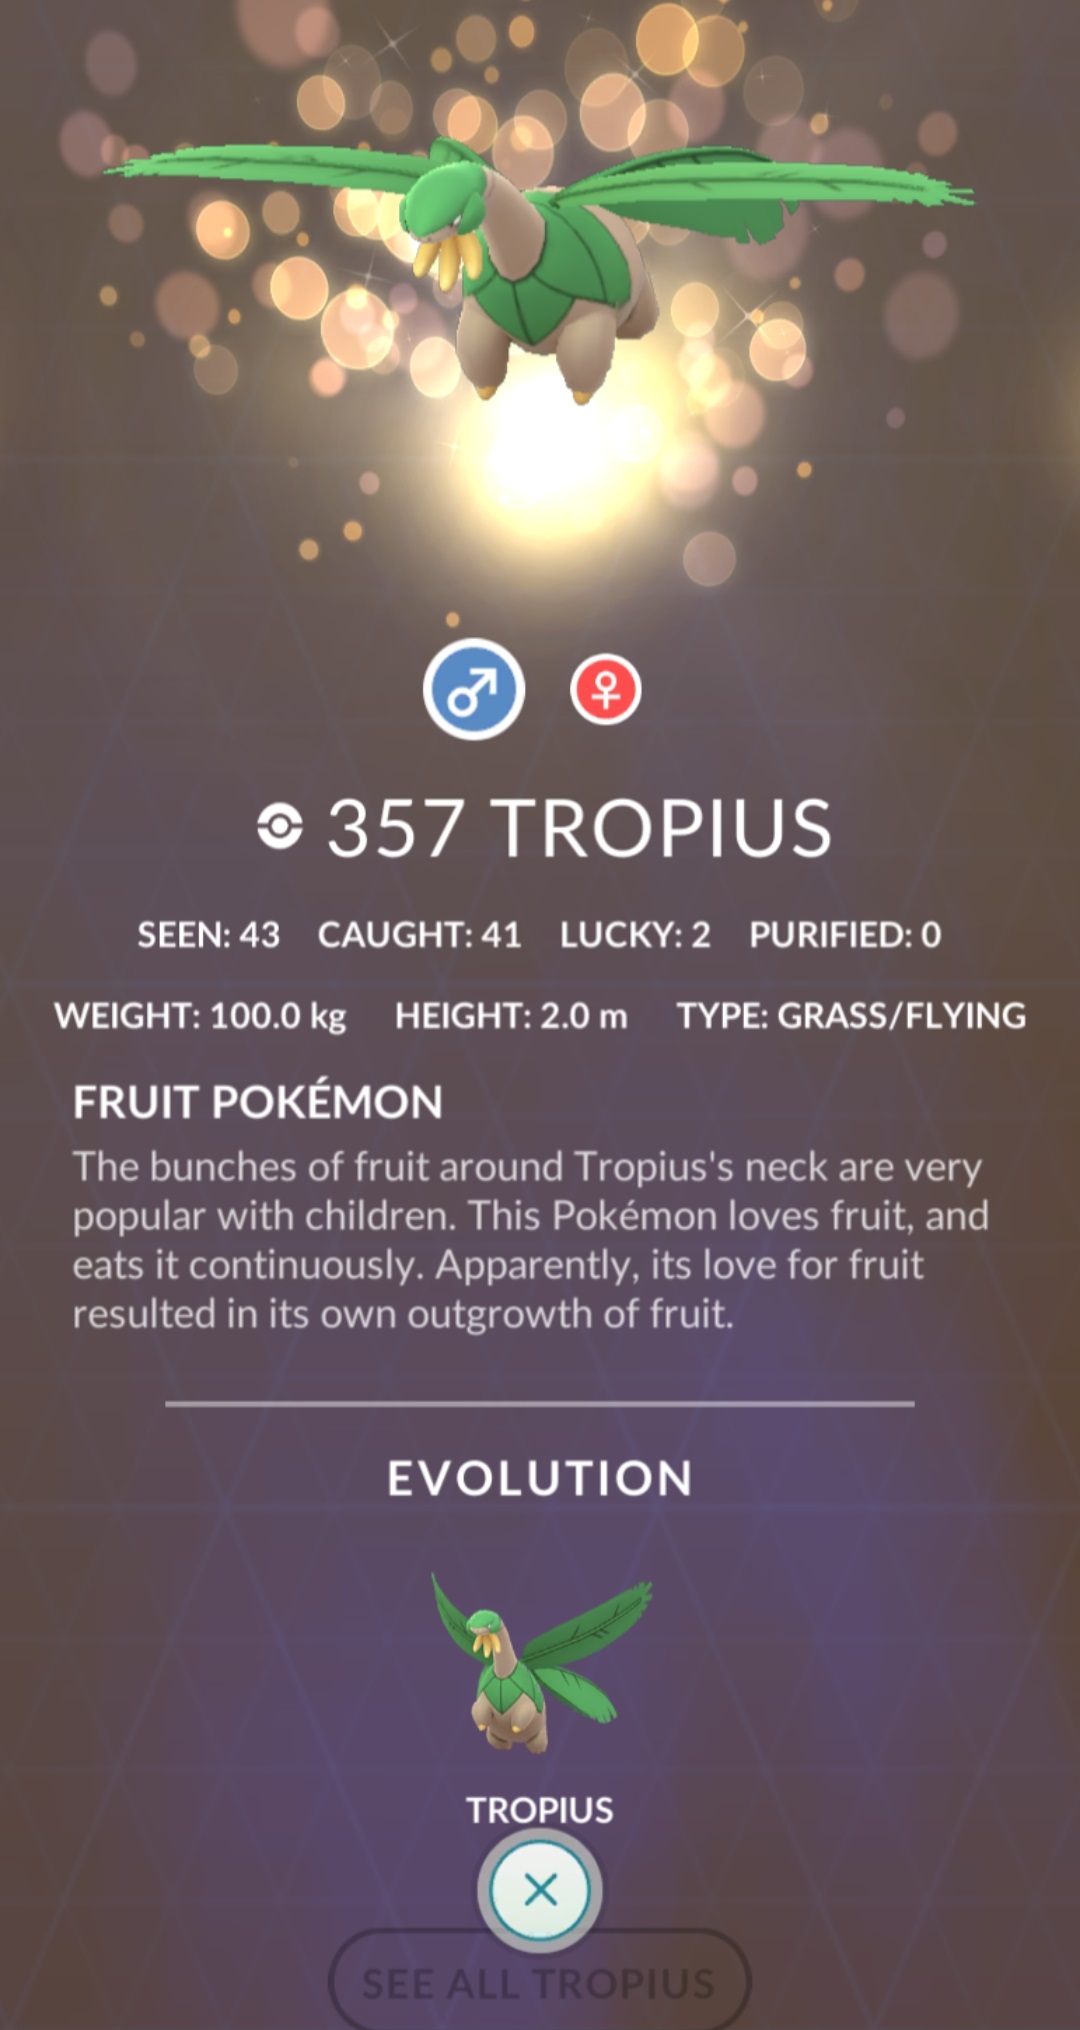 357 TROPIUS
SEEN: 43 CAUGHT: 41 LUCKY: 2 PURIFIED: 0
WEIGHT: 100.0 kg HEIGHT: 2.0 m TYPE: GRASS/FLYING
FRUIT POKÉMON
The bunches of fruit around Tropius's neck are very
popular with children. This Pokémon loves fruit, and
eats it continuously. Apparently, its love for fruit
resulted in its own outgrowth of fruit.
EVOLUTION
TROPIUS
SEE ALL TROPIUS